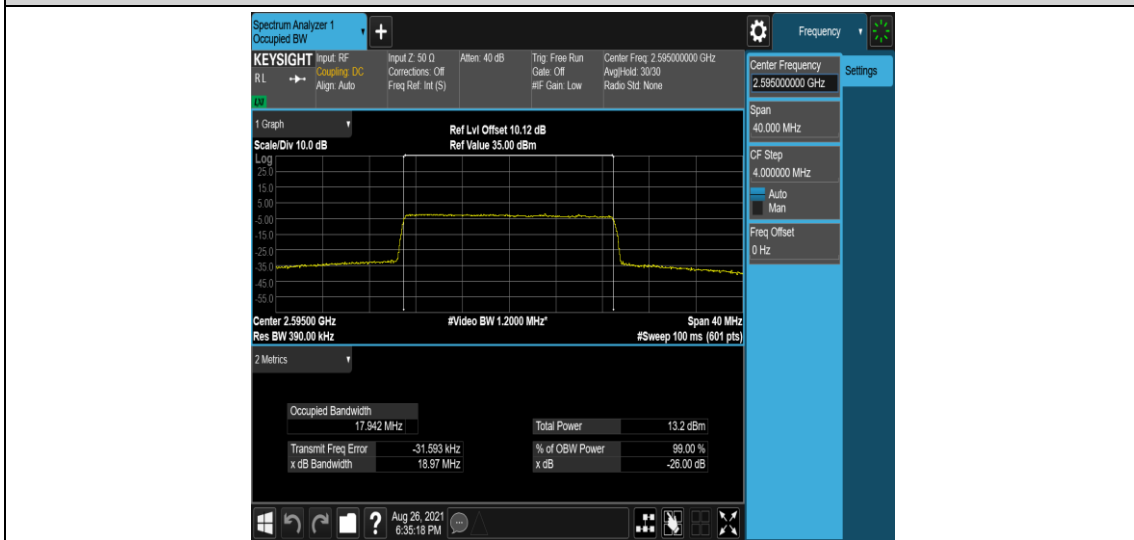 Spectrum Analyzer 1
Occupied BW
+
Frequency
KEYSIGHT
RL
LXI
Input: RF
Coupling: DC
Align: Auto
Input Z: 50 Ω
Corrections: Off
Freq Ref: Int (S)
Atten: 40 dB
Trig: Free Run
Gate: Off
#IF Gain: Low
Center Freq: 2.595000000 GHz
Avg|Hold: 30/30
Radio Std: None
Center Frequency
2.595000000 GHz
Settings
Span
40.000 MHz
CF Step
4.000000 MHz
Auto
Man
Freq Offset
0 Hz
1 Graph
Scale/Div 10.0 dB
Ref Lvl Offset 10.12 dB
Ref Value 35.00 dBm
Log
25.0
15.0
5.00
-5.00
-15.0
-25.0
-35.0
-45.0
-55.0
Center 2.59500 GHz
#Video BW 1.2000 MHz*
Span 40 MHz
Res BW 390.00 kHz
#Sweep 100 ms (601 pts)
2 Metrics
Occupied Bandwidth
17.942 MHz
Total Power 13.2 dBm
Transmit Freq Error -31.593 kHz
% of OBW Power 99.00 %
x dB Bandwidth 18.97 MHz
x dB -26.00 dB
?
Aug 26, 2021
6:35:18 PM